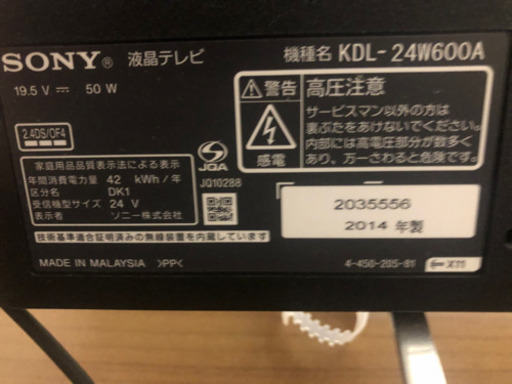 SONY® 液晶テレビ 機種名 KDL-24W600A
19.5 V ⎓ 50 W
2.4DS/OF4
警告 高圧注意
サービスマン以外の方は
裏ぶたをあけないでください。
内部には高電圧部分が数多く
あり、万一さわると危険です。
感電
家庭用品品質表示法による表示
年間消費電力量 42 kWh/年
区分名 DK1
受信機型サイズ 24 V
表示者 ソニー株式会社
JQA
JQ10288
技術基準適合証明済みの無線装置を内蔵しています。
2035556
2014 年製
MADE IN MALAYSIA >PP<
4-450-205-81
X11